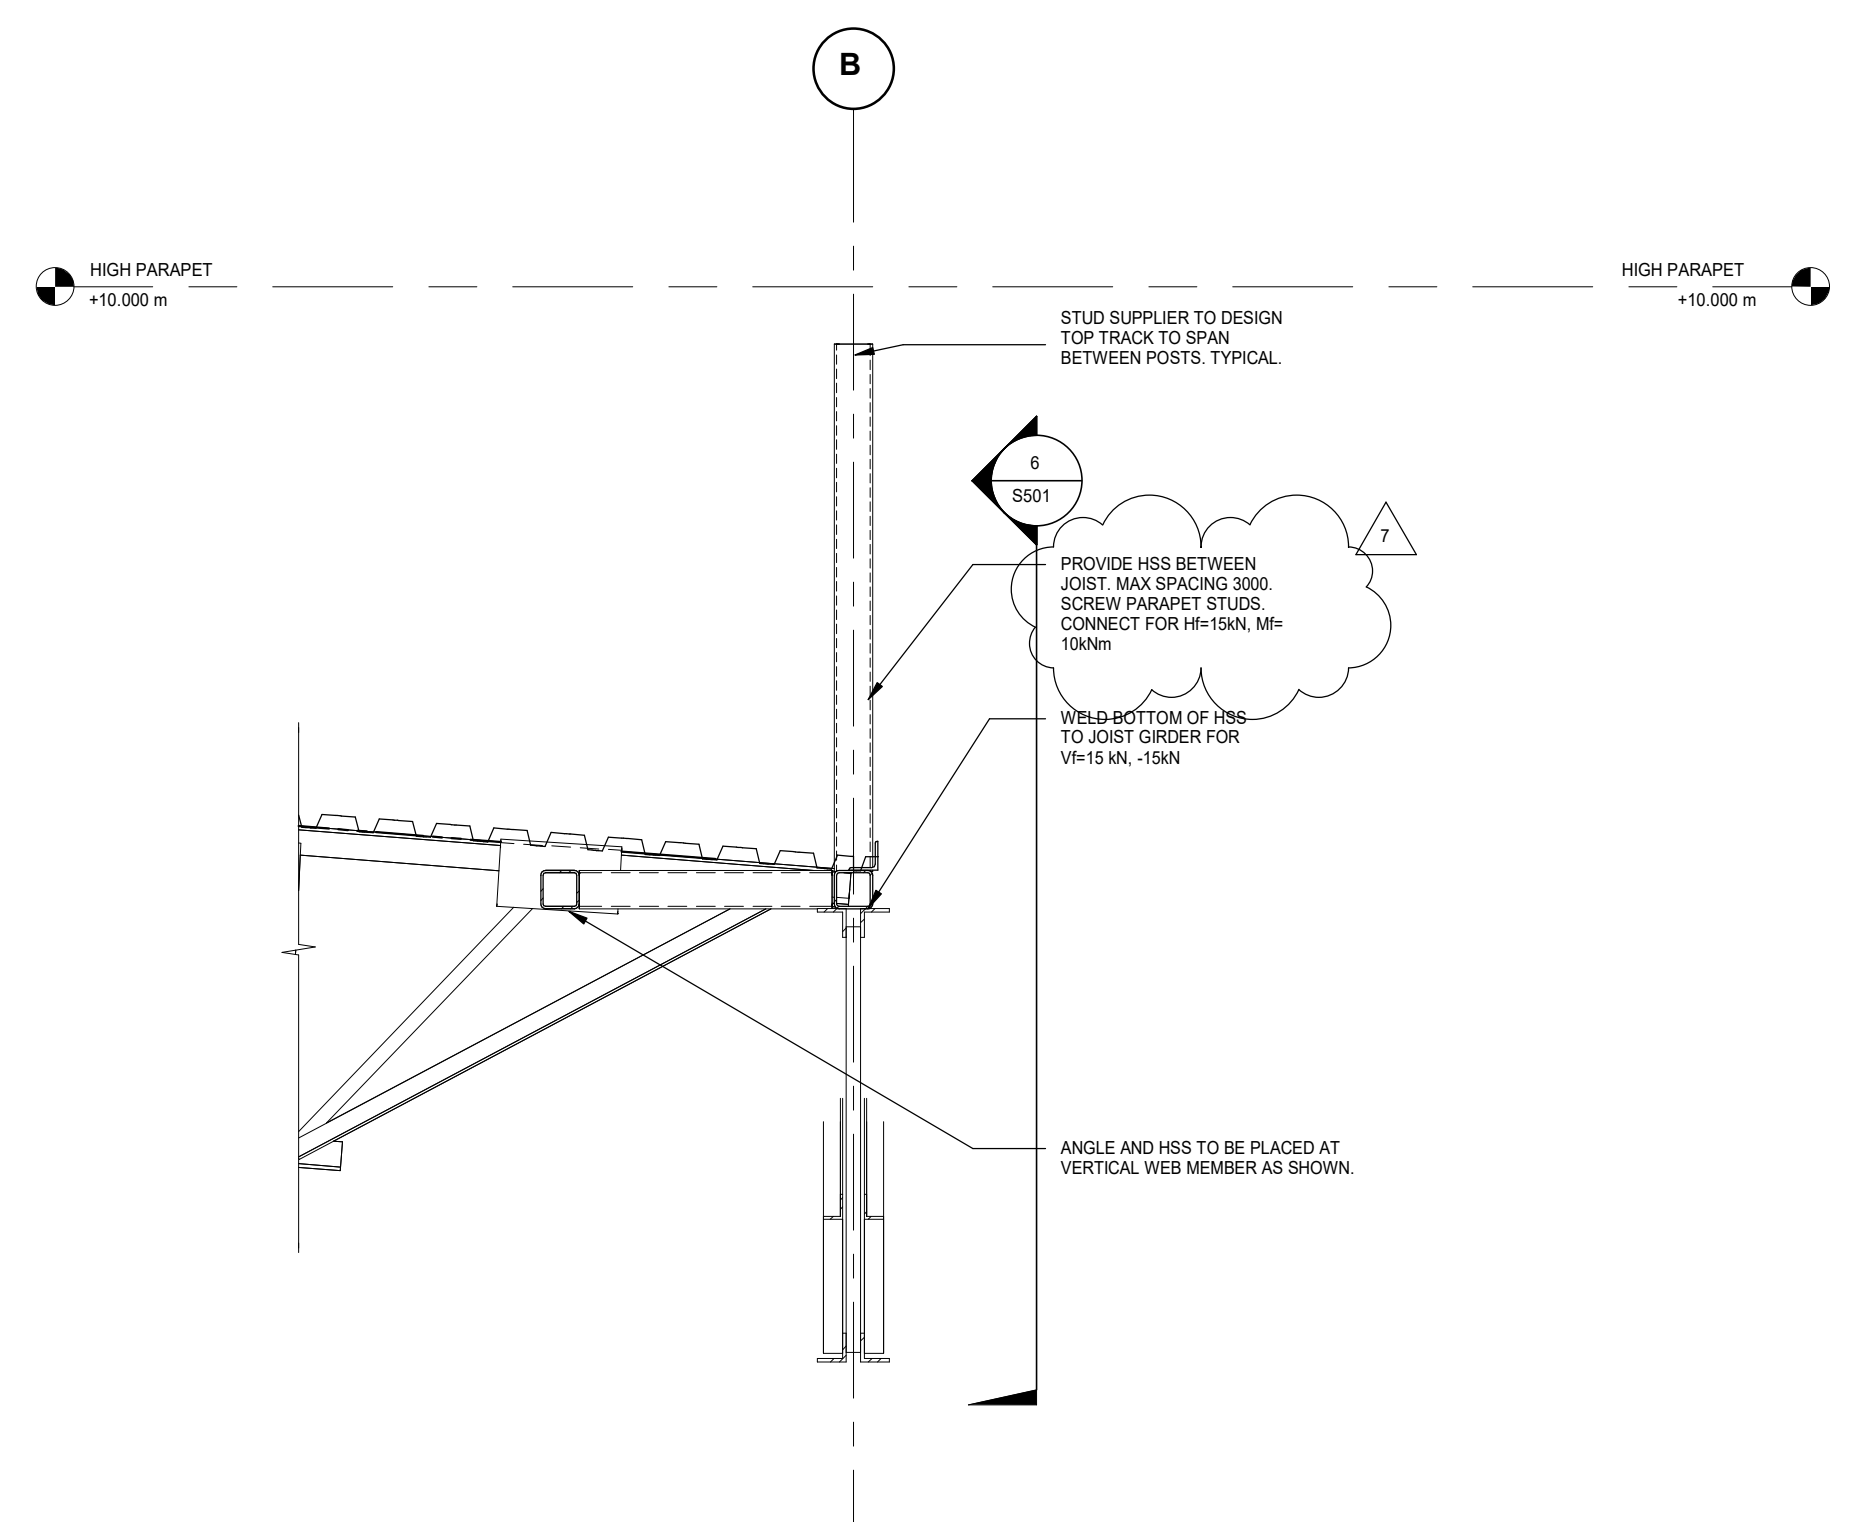 B
HIGH PARAPET
+10.000 m
HIGH PARAPET
+10.000 m
STUD SUPPLIER TO DESIGN
TOP TRACK TO SPAN
BETWEEN POSTS. TYPICAL.
6
S501
7
PROVIDE HSS BETWEEN
JOIST. MAX SPACING 3000.
SCREW PARAPET STUDS.
CONNECT FOR Hf=15kN, Mf=
10kNm
WELD BOTTOM OF HSS
TO JOIST GIRDER FOR
Vf=15 kN, -15kN
ANGLE AND HSS TO BE PLACED AT
VERTICAL WEB MEMBER AS SHOWN.